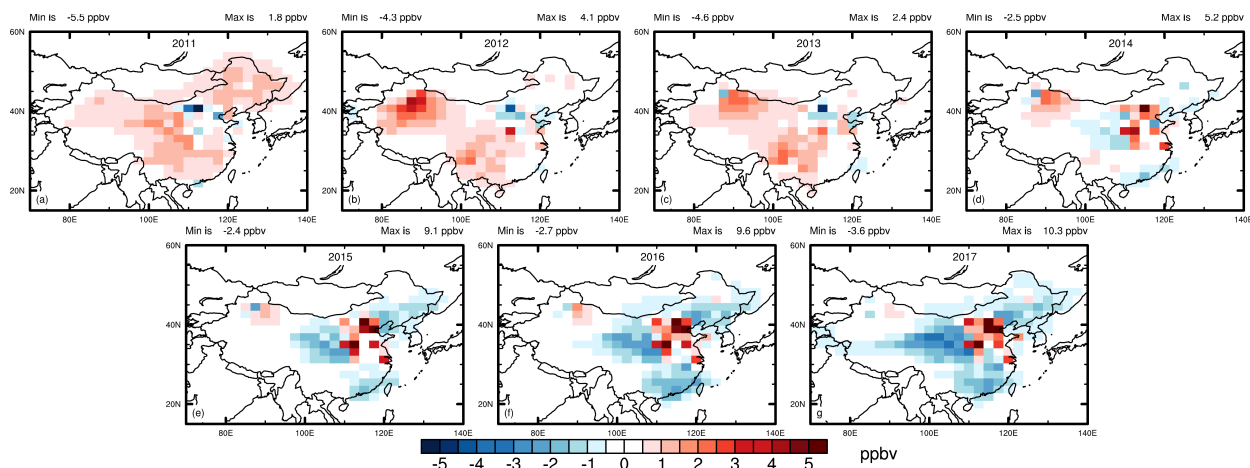 Min is -5.5 ppbv Max is 1.8 ppbv
Min is -4.3 ppbv Max is 4.1 ppbv
Min is -4.6 ppbv Max is 2.4 ppbv
Min is -2.5 ppbv Max is 5.2 ppbv
60N 2011
60N 2012
60N 2013
60N 2014
40N
40N
40N
40N
20N (a)
20N (b)
20N (c)
20N (d)
80E 100E 120E 140E
80E 100E 120E 140E
80E 100E 120E 140E
80E 100E 120E 140E
Min is -2.4 ppbv Max is 9.1 ppbv
Min is -2.7 ppbv Max is 9.6 ppbv
Min is -3.6 ppbv Max is 10.3 ppbv
60N 2015
60N 2016
60N 2017
40N
40N
40N
20N (e)
20N (f)
20N g
80E 100E 120E 140E
80E 100E 120E 140E
80E 100E 120E 140E
-5 -4 -3 -2 -1 0 1 2 3 4 5 ppbv